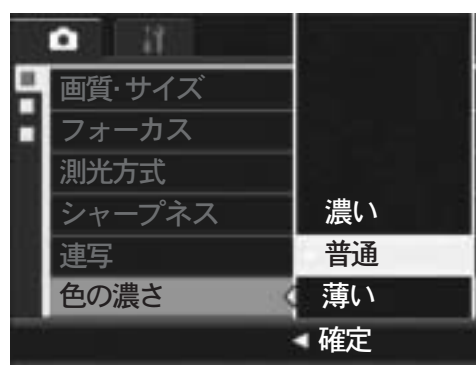 画質・サイズ
フォーカス
測光方式
シャープネス
連写
色の濃さ
濃い
普通
薄い
◀確定